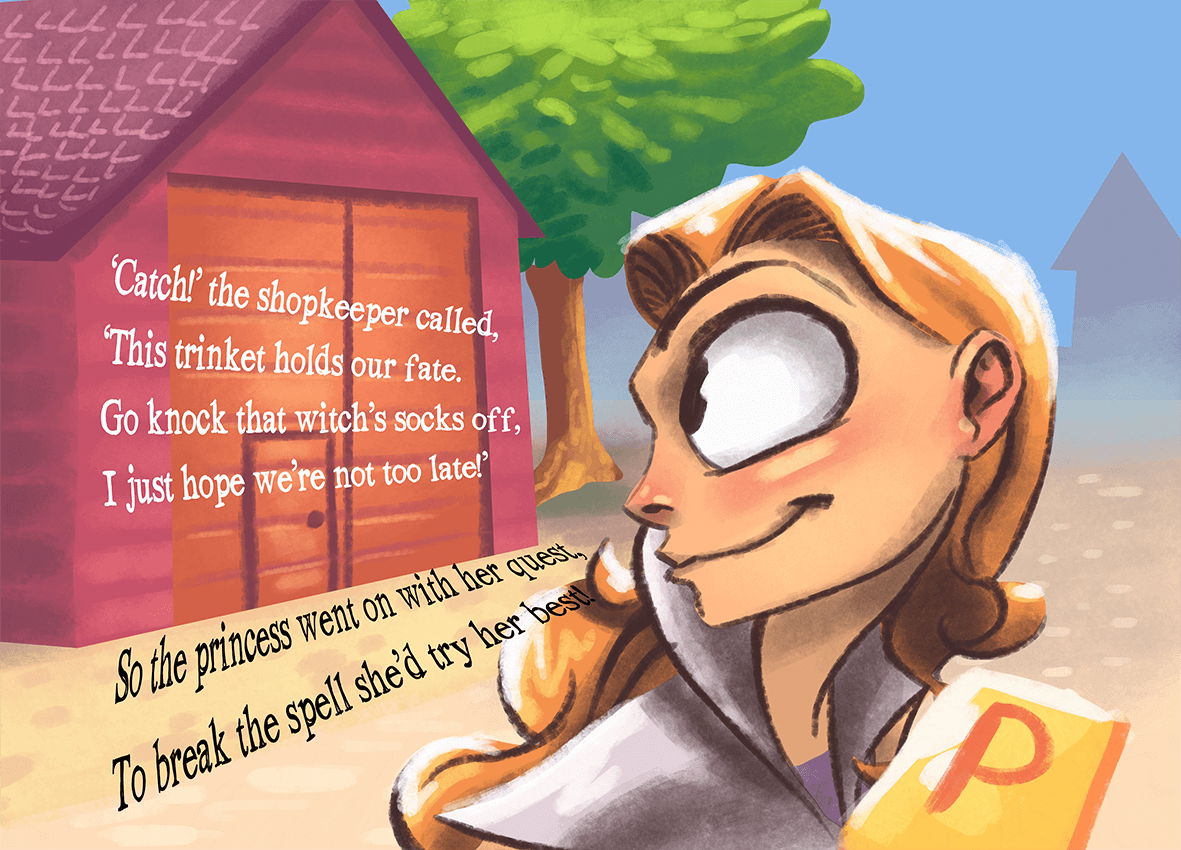 ‘Catch!’ the shopkeeper called,
‘This trinket holds our fate.
Go knock that witch’s socks off,
I just hope we’re not too late!’
So the princess went on with her quest,
To break the spell she’d try her best!
P